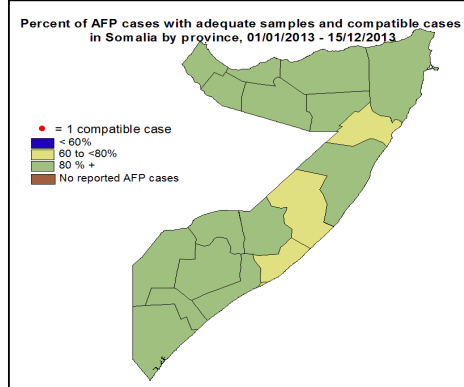 Percent of AFP cases with adequate samples and compatible cases
in Somalia by province, 01/01/2013 - 15/12/2013
= 1 compatible case
< 60%
60 to <80%
80 % +
No reported AFP cases